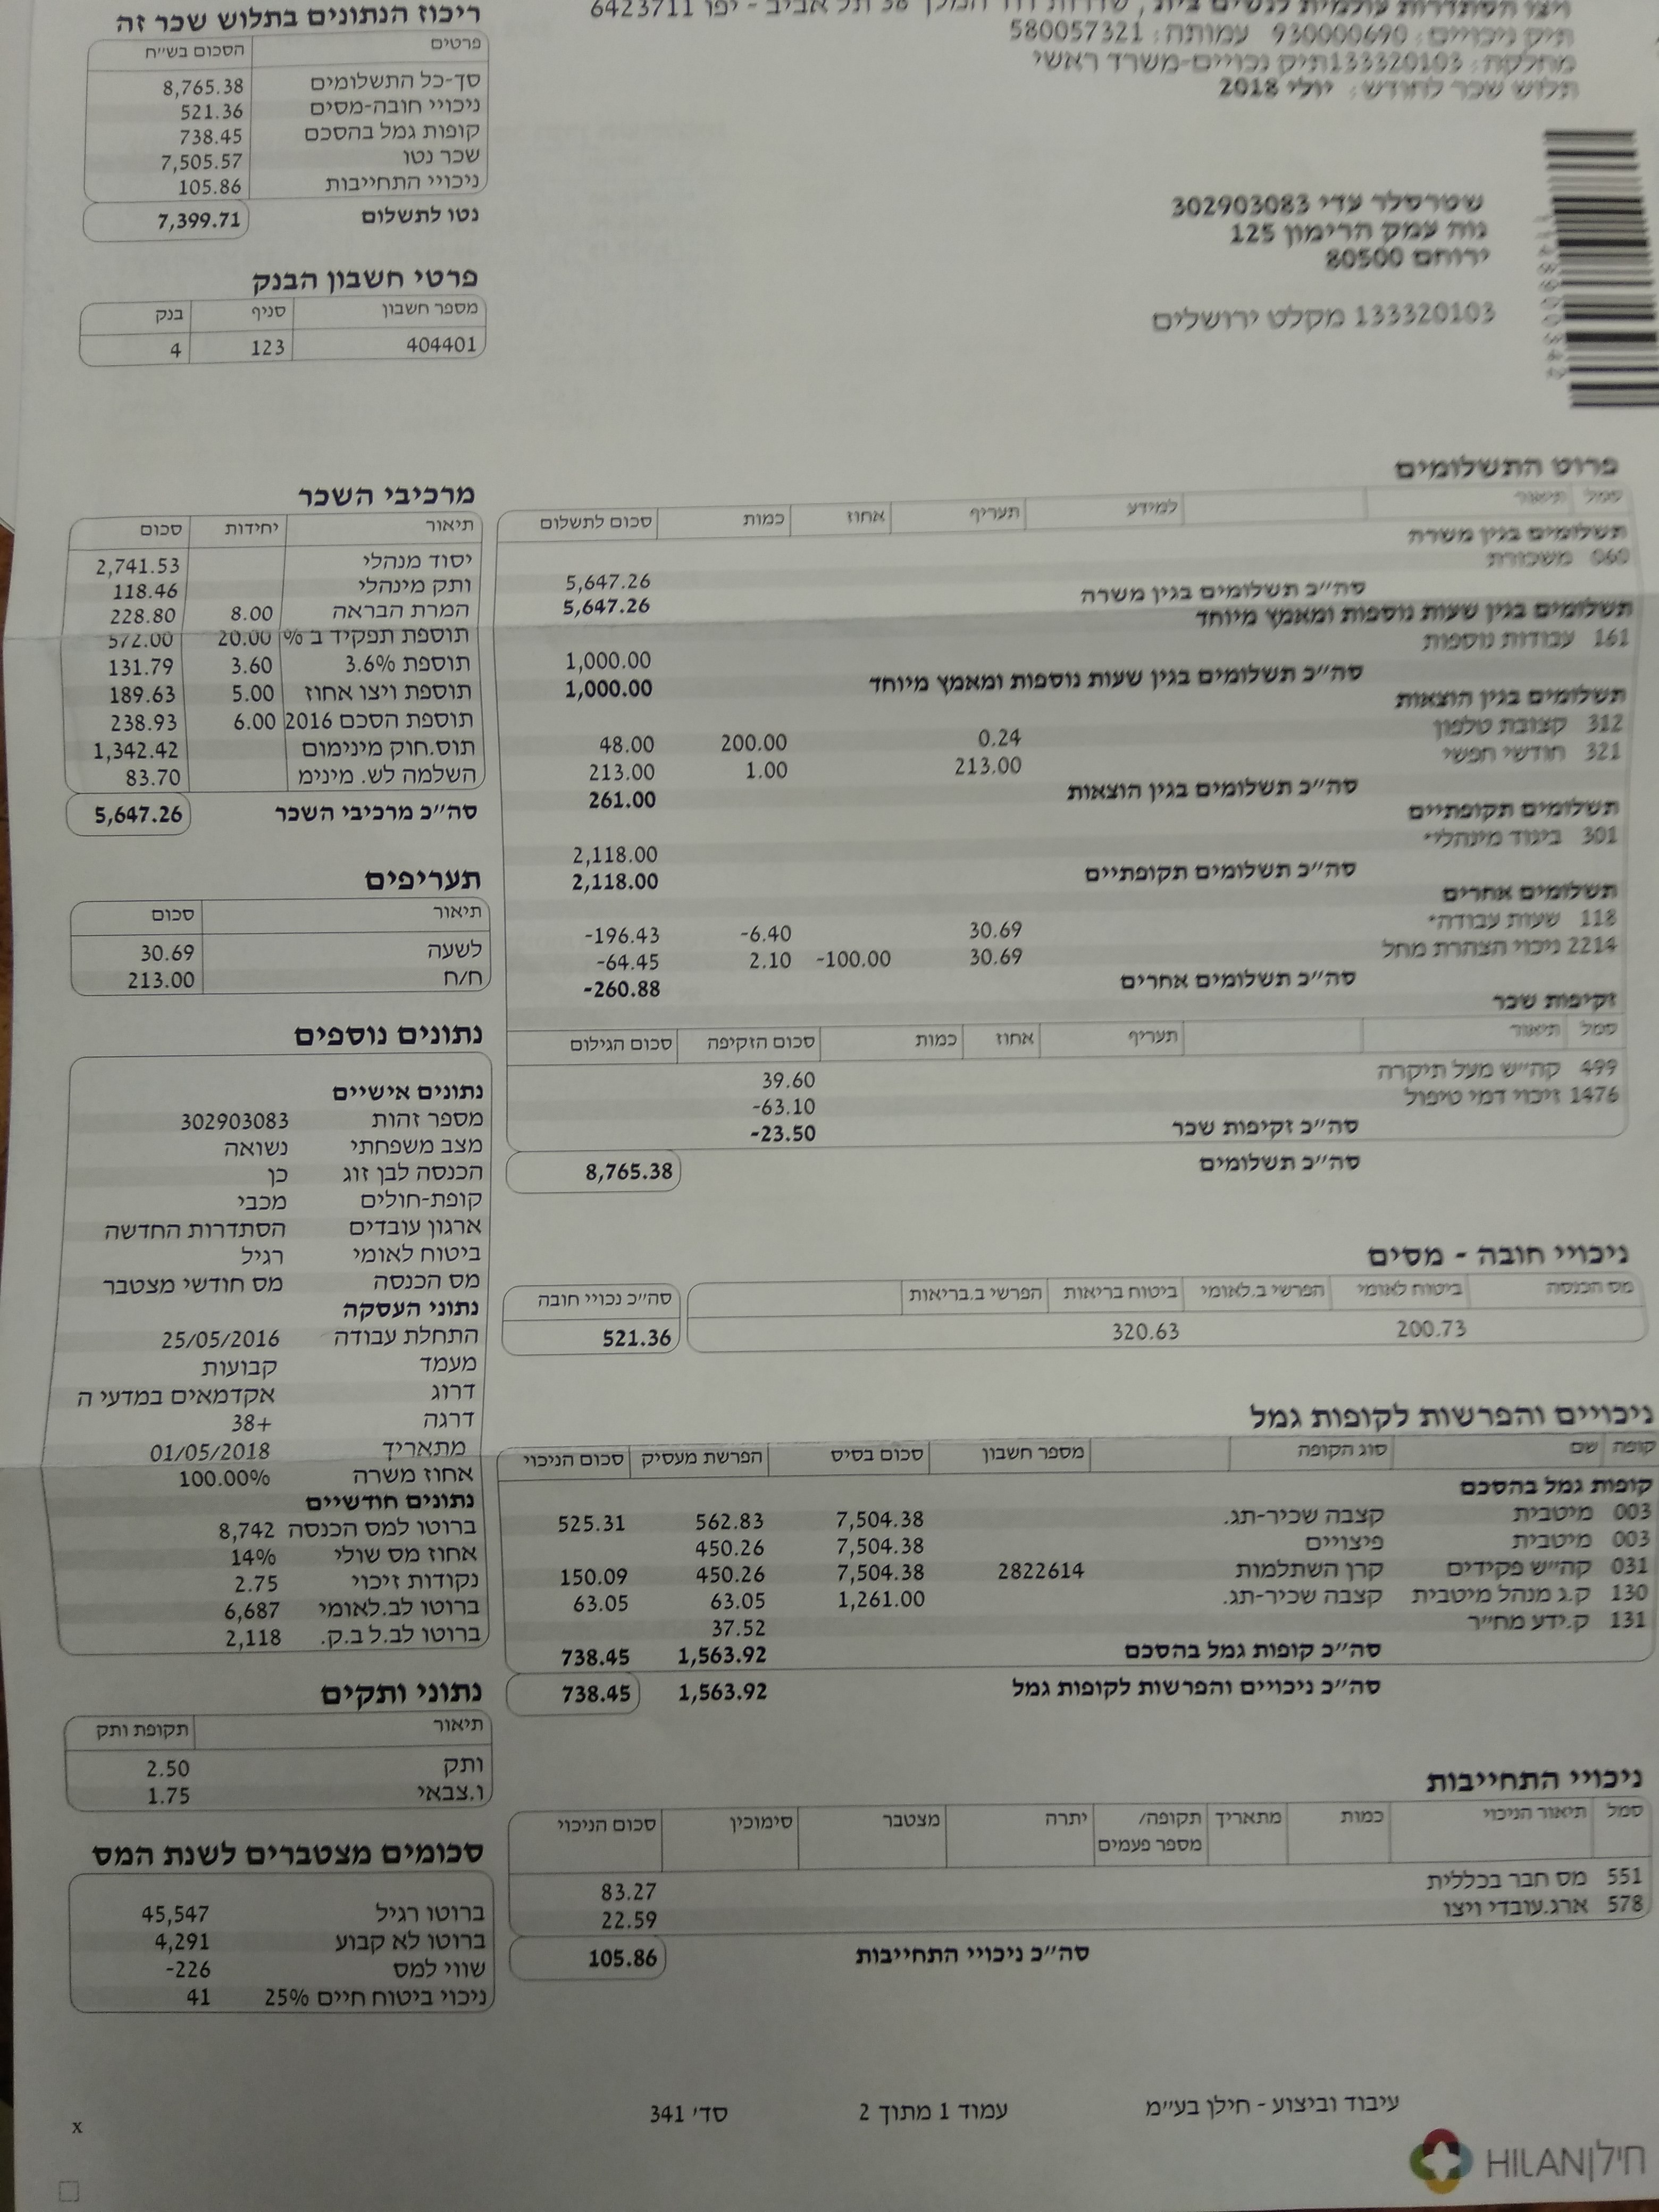 ויצו הסתדרות עולמית לנשים בית, שדרות דוד המלך 38 תל אביב - יפו 6423711
תיק ניכויים: 930000690 עמותה: 580057321
מחלקה: 133320103תיק נכויים-משרד ראשי
תלוש שכר לחודש: יולי 2018
שטרסלר עדי 302903083
נוה עמק הרימון 125
ירוחם 80500
133320103 מקלט ירושלים
ריכוז הנתונים בתלוש שכר זה
פרטים הסכום בש"ח
סך-כל התשלומים 8,765.38
ניכויי חובה-מסים 521.36
קופות גמל בהסכם 738.45
שכר נטו 7,505.57
ניכויי התחייבות 105.86
נטו לתשלום 7,399.71
פרטי חשבון הבנק
מספר חשבון סניף בנק
404401 123 4
פרוט התשלומים
סמל תיאור למידע תעריף אחוז כמות סכום לתשלום
תשלומים בגין משרה
060 משכורת 5,647.26
סה"כ תשלומים בגין משרה 5,647.26
תשלומים בגין שעות נוספות ומאמץ מיוחד
161 עבודות נוספות 1,000.00
סה"כ תשלומים בגין שעות נוספות ומאמץ מיוחד 1,000.00
תשלומים בגין הוצאות
312 קצובת טלפון 0.24 200.00 48.00
321 חודשי חפשי 213.00 1.00 213.00
סה"כ תשלומים בגין הוצאות 261.00
תשלומים תקופתיים
301 ביגוד מינהלי* 2,118.00
סה"כ תשלומים תקופתיים 2,118.00
תשלומים אחרים
118 שעות עבודה* 30.69 -6.40 -196.43
2214 ניכוי הצהרת מחל 30.69 -100.00 2.10 -64.45
סה"כ תשלומים אחרים -260.88
זקיפות שכר
סמל תיאור תעריף אחוז כמות סכום הזקיפה סכום הגילום
499 קה"ש מעל תיקרה 39.60
1476 זיכוי דמי טיפול -63.10
סה"כ זקיפות שכר -23.50
סה"כ תשלומים 8,765.38
ניכויי חובה - מסים
מס הכנסה ביטוח לאומי הפרשי ב.לאומי ביטוח בריאות הפרשי ב.בריאות סה"כ נכויי חובה
200.73 320.63 521.36
ניכויים והפרשות לקופות גמל
קופה שם סוג הקופה מספר חשבון סכום בסיס הפרשת מעסיק סכום הניכוי
קופות גמל בהסכם
003 מיטבית קצבה שכיר-תג. 7,504.38 562.83 525.31
003 מיטבית פיצויים 7,504.38 450.26
031 קה"ש פקידים קרן השתלמות 2822614 7,504.38 450.26 150.09
130 ק.ג מנהל מיטבית קצבה שכיר-תג. 1,261.00 63.05 63.05
131 ק.ידע מח"ר 37.52
סה"כ קופות גמל בהסכם 1,563.92 738.45
סה"כ ניכויים והפרשות לקופות גמל 1,563.92 738.45
ניכויי התחייבות
סמל תיאור הניכוי כמות מתאריך תקופה/ מספר פעמים יתרה מצטבר סימוכין סכום הניכוי
551 מס חבר בכללית 83.27
578 ארג.עובדי ויצו 22.59
סה"כ ניכויי התחייבות 105.86
מרכיבי השכר
תיאור יחידות סכום
יסוד מנהלי 2,741.53
ותק מינהלי 118.46
המרת הבראה 8.00 228.80
תוספת תפקיד ב % 20.00 572.00
תוספת 3.6% 3.60 131.79
תוספת ויצו אחוז 5.00 189.63
תוספת הסכם 2016 6.00 238.93
תוס.חוק מינימום 1,342.42
השלמה לש. מינימ 83.70
סה"כ מרכיבי השכר 5,647.26
תעריפים
תיאור סכום
לשעה 30.69
ח/ח 213.00
נתונים נוספים
נתונים אישיים
מספר זהות 302903083
מצב משפחתי נשואה
הכנסה לבן זוג כן
קופת-חולים מכבי
ארגון עובדים הסתדרות החדשה
ביטוח לאומי רגיל
מס הכנסה מס חודשי מצטבר
נתוני העסקה
התחלת עבודה 25/05/2016
מעמד קבועות
דרוג אקדמאים במדעי ה
דרגה 38+
מתאריך 01/05/2018
אחוז משרה 100.00%
נתונים חודשיים
ברוטו למס הכנסה 8,742
אחוז מס שולי 14%
נקודות זיכוי 2.75
ברוטו לב.לאומי 6,687
ברוטו לב.ל ב.ק. 2,118
נתוני ותקים
תיאור תקופת ותק
ותק 2.50
ו.צבאי 1.75
סכומים מצטברים לשנת המס
ברוטו רגיל 45,547
ברוטו לא קבוע 4,291
שווי למס -226
ניכוי ביטוח חיים 25% 41
עיבוד וביצוע - חילן בע"מ עמוד 1 מתוך 2 סד' 341 x
HILAN|חילן